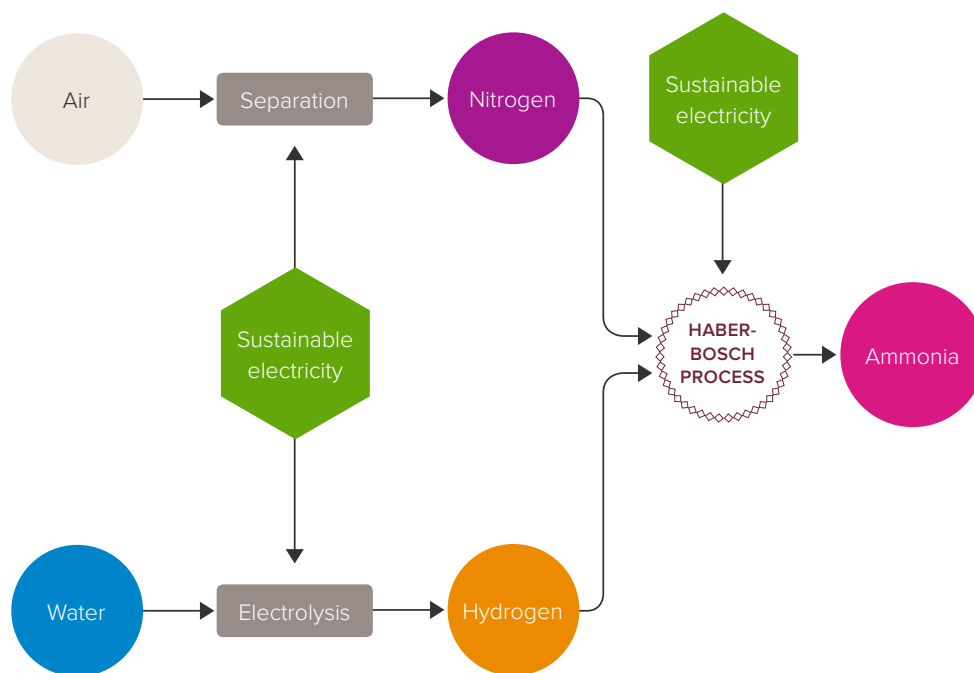 Air
Separation
Nitrogen
Sustainable
electricity
Sustainable
electricity
HABER-
BOSCH
PROCESS
Ammonia
Water
Electrolysis
Hydrogen